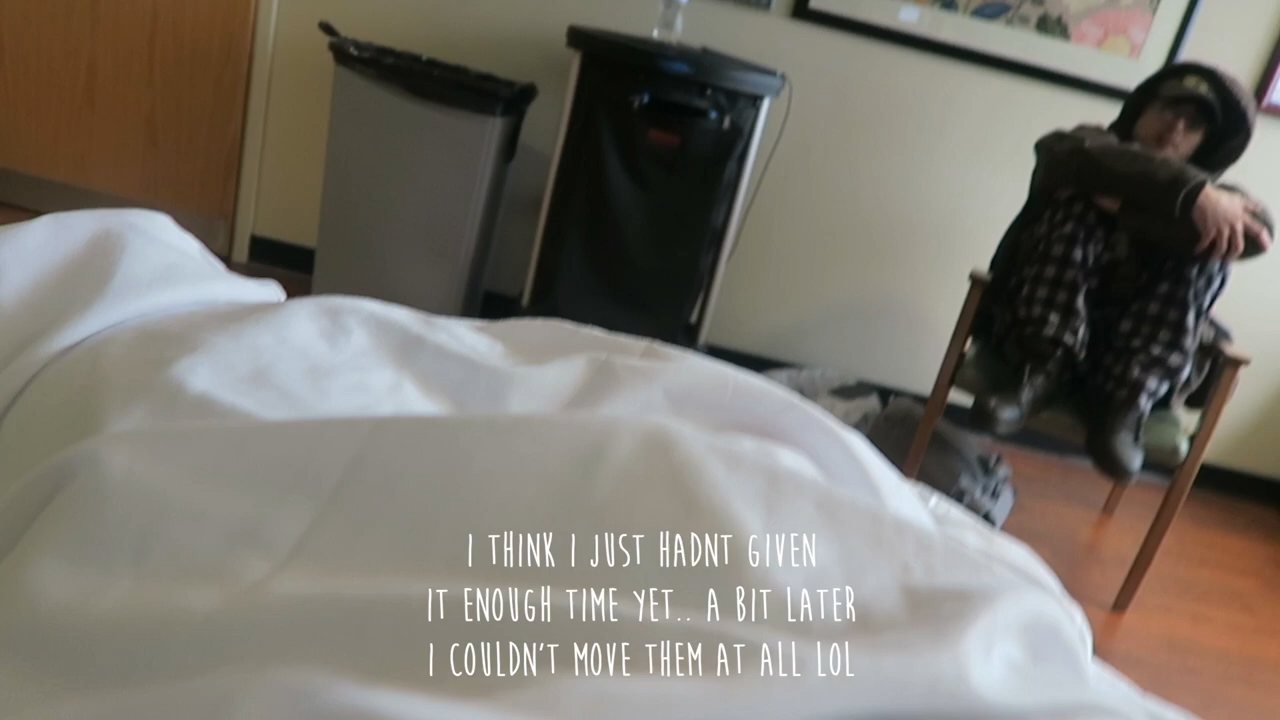 I THINK I JUST HADNT GIVEN
IT ENOUGH TIME YET.. A BIT LATER
I COULDN'T MOVE THEM AT ALL LOL